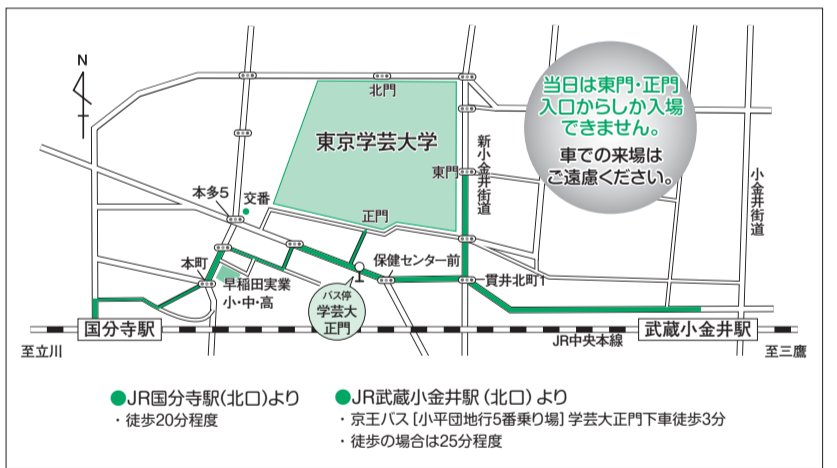 N
北門
東京学芸大学
東門
新小金井街道
当日は東門・正門
入口からしか入場
できません。
車での来場は
ご遠慮ください。
小金井街道
本多5
交番
正門
本町
早稲田実業
小・中・高
バス停
学芸大
正門
保健センター前
貫井北町1
国分寺駅
武蔵小金井駅
JR中央本線
至立川
至三鷹
●JR国分寺駅(北口)より
・徒歩20分程度
●JR武蔵小金井駅(北口)より
・京王バス[小平団地行5番乗り場]学芸大正門下車徒歩3分
・徒歩の場合は25分程度